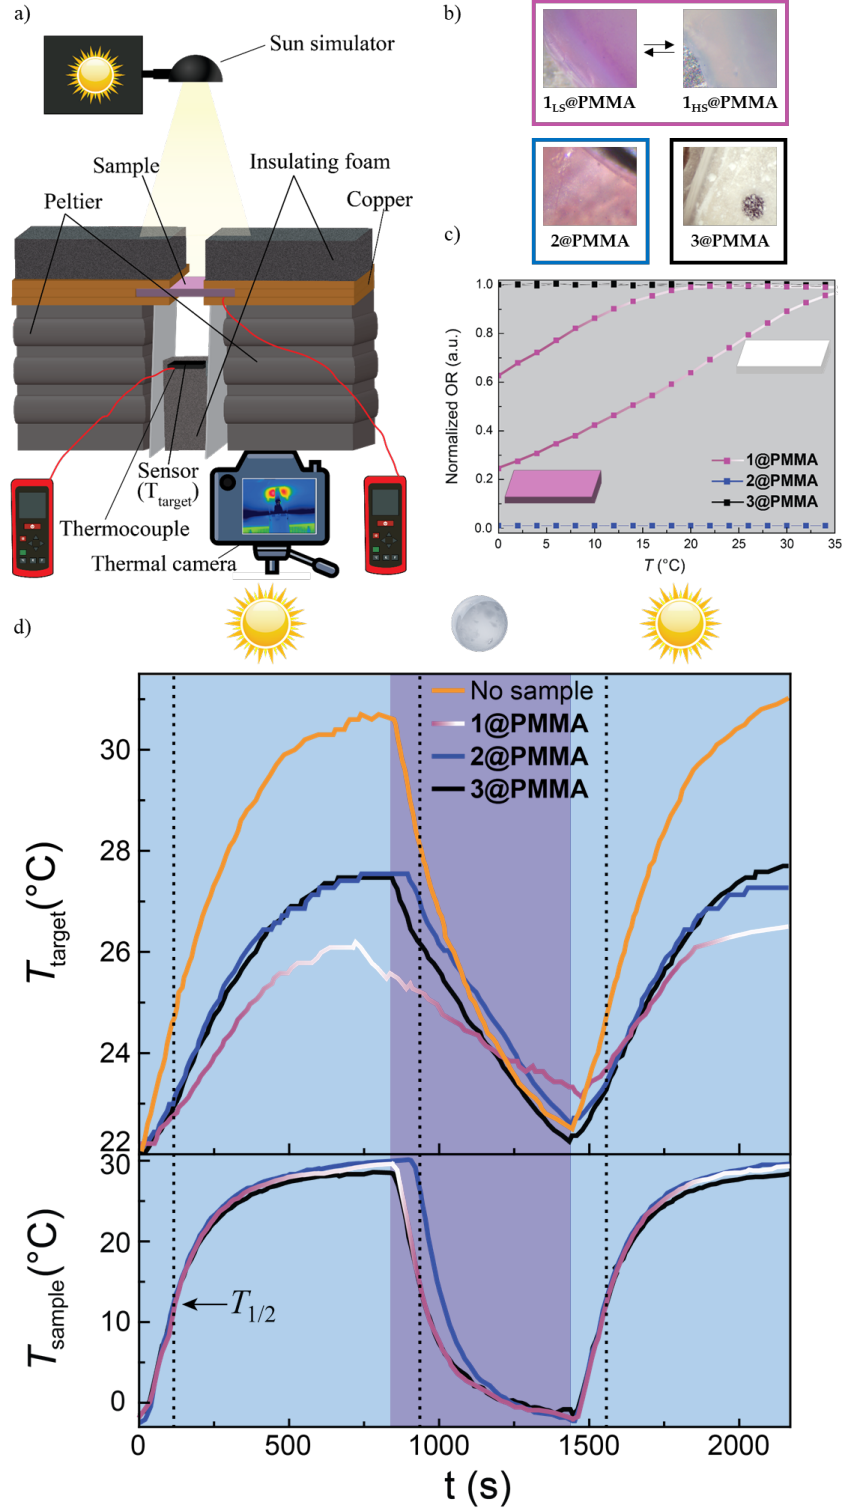 a)
Sun simulator
Sample
Insulating foam
Peltier
Copper
Sensor
(Ttarget)
Thermocouple
Thermal camera
b)
1LS@PMMA
1HS@PMMA
2@PMMA
3@PMMA
c)
Normalized OR (a.u.)
1.0
0.8
0.6
0.4
0.2
0.0
1@PMMA
2@PMMA
3@PMMA
0 5 10 15 20 25 30 35
T (°C)
d)
No sample
1@PMMA
2@PMMA
3@PMMA
Ttarget(°C)
30
28
26
24
22
Tsample(°C)
30
20
10
0
T1/2
0 500 1000 1500 2000
t (s)